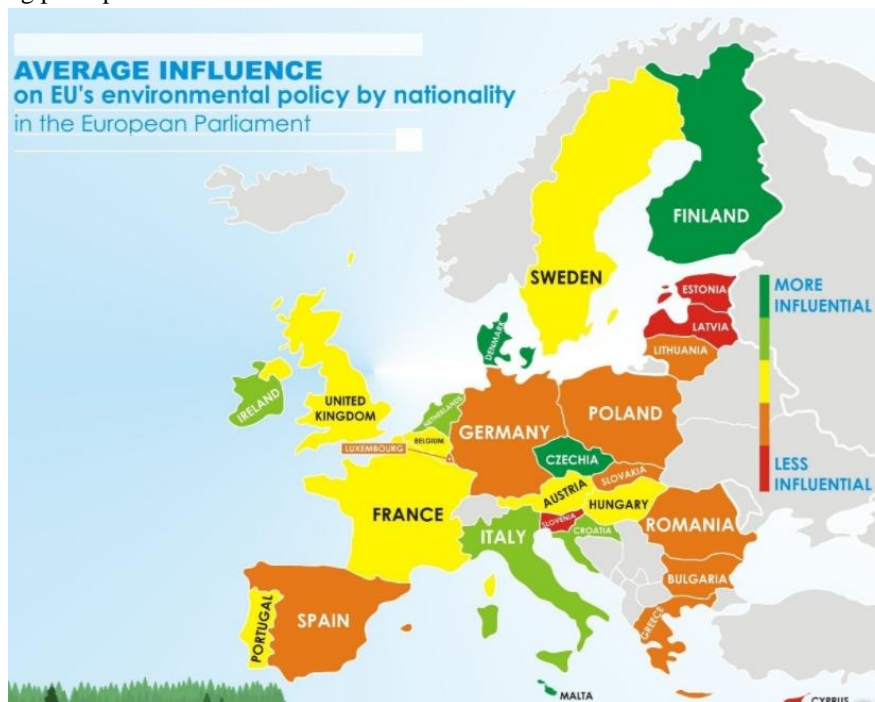 AVERAGE INFLUENCE
on EU's environmental policy by nationality
in the European Parliament
FINLAND
SWEDEN
MORE
INFLUENTIAL
ESTONIA
LATVIA
DENMARK
LITHUANIA
IRELAND
UNITED
KINGDOM
NETHERLANDS
POLAND
GERMANY
BELGIUM
LUXEMBOURG
CZECHIA
LESS
INFLUENTIAL
SLOVAKIA
AUSTRIA
HUNGARY
FRANCE
SLOVENIA
ROMANIA
ITALY
CROATIA
BULGARIA
PORTUGAL
SPAIN
GREECE
MALTA
CYPRUS